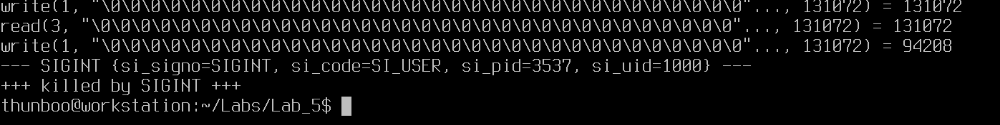 write(1, "\0\0\0\0\0\0\0\0\0\0\0\0\0\0\0\0\0\0\0\0\0\0\0\0\0\0\0\0\0\0\0\0"..., 131072) = 131072
read(3, "\0\0\0\0\0\0\0\0\0\0\0\0\0\0\0\0\0\0\0\0\0\0\0\0\0\0\0\0\0\0\0\0"..., 131072) = 131072
write(1, "\0\0\0\0\0\0\0\0\0\0\0\0\0\0\0\0\0\0\0\0\0\0\0\0\0\0\0\0\0\0\0\0"..., 131072) = 94208
--- SIGINT {si_signo=SIGINT, si_code=SI_USER, si_pid=3537, si_uid=1000} ---
+++ killed by SIGINT +++
thunboo@workstation:~/Labs/Lab_5$